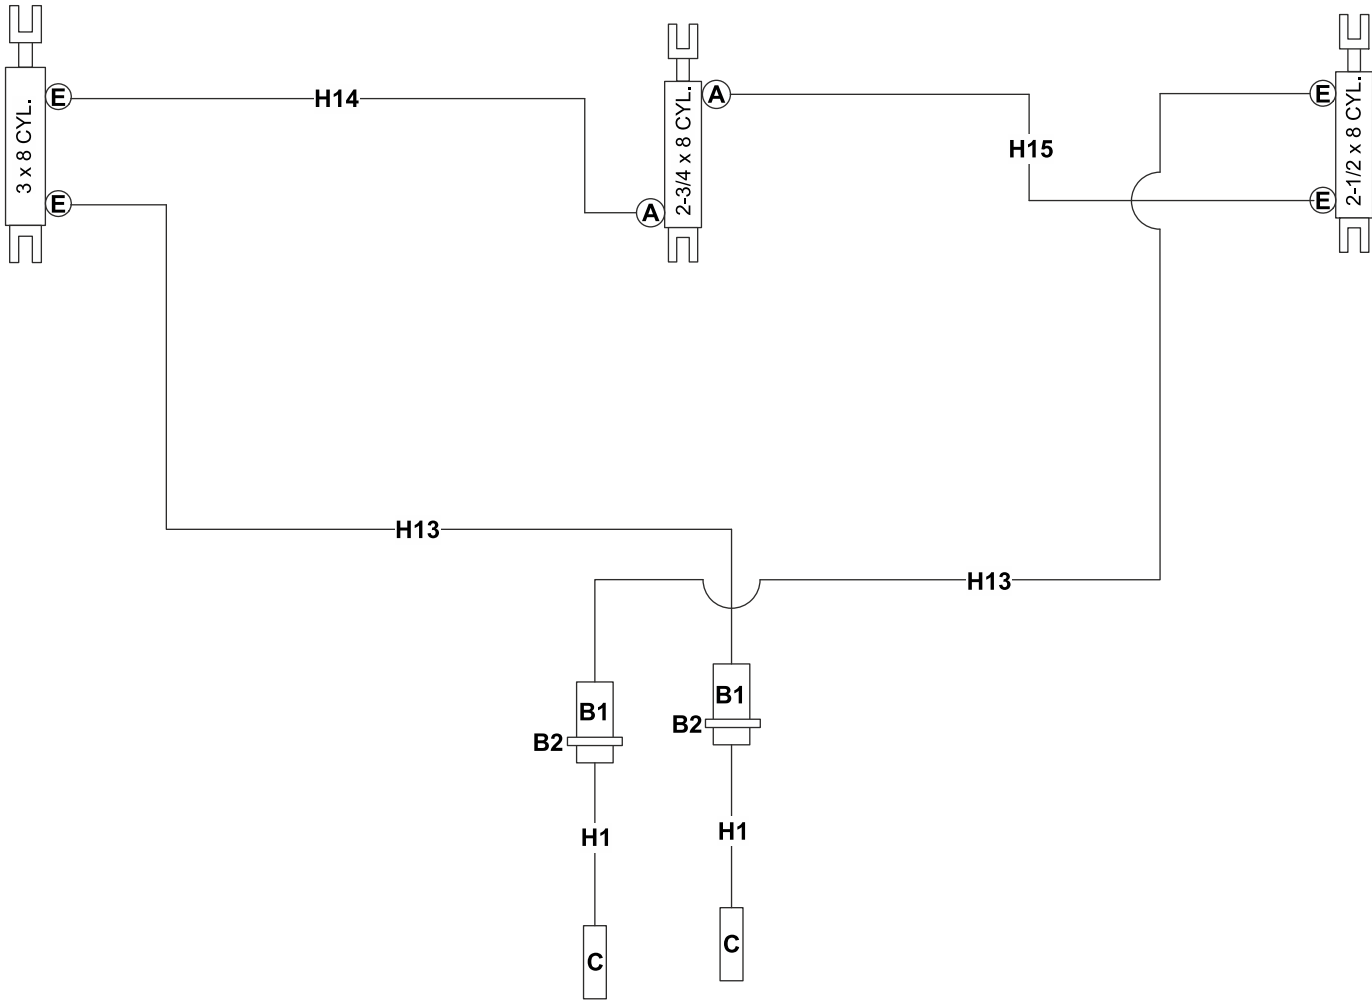 E
H14
A
H15
E
3 x 8 CYL.
2-3/4 x 8 CYL.
2-1/2 x 8 CYL.
E
A
E
H13
H13
B1
B2
B1
B2
H1
H1
C
C